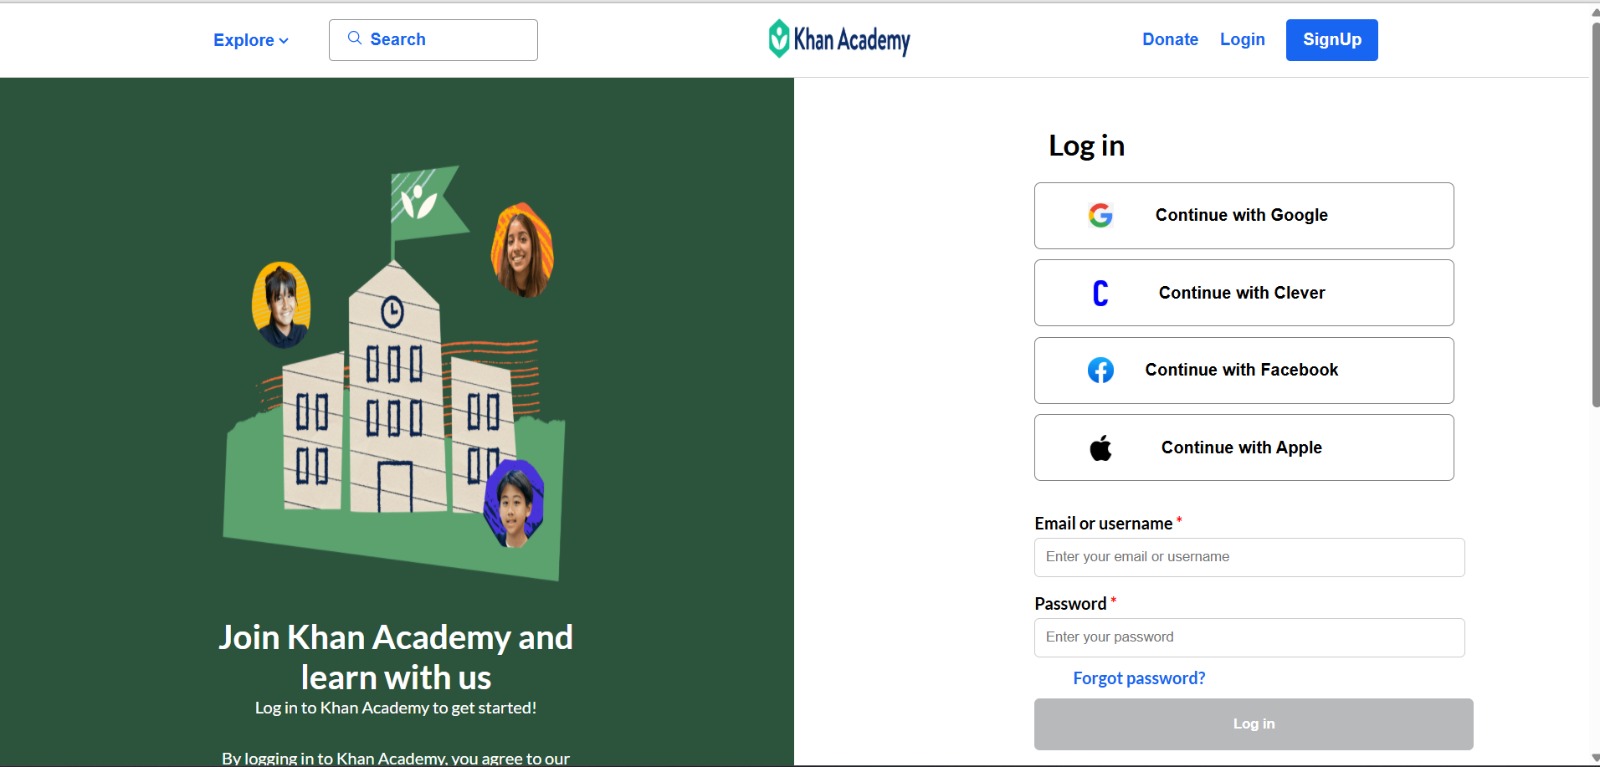 Explore
Search
Khan Academy
Donate
Login
SignUp
Log in
Continue with Google
C
Continue with Clever
Continue with Facebook
Continue with Apple
Email or username *
Enter your email or username
Password *
Enter your password
Forgot password?
Log in
Join Khan Academy and
learn with us
Log in to Khan Academy to get started!
By logging in to Khan Academy, you agree to our